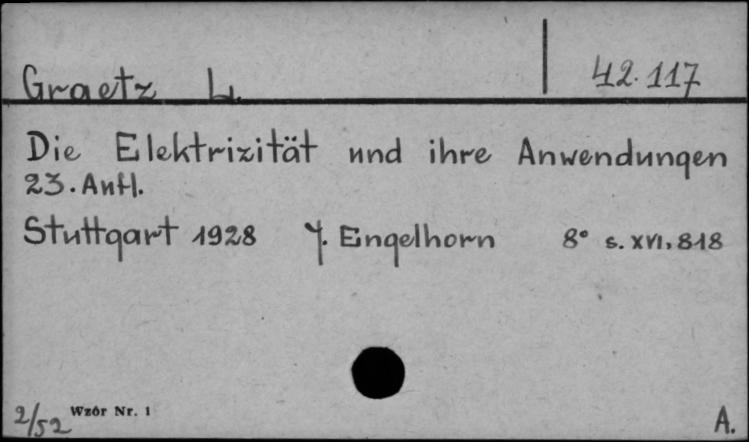 Graetz L. 42.117
Die Elektrizität und ihre Anwendungen
23. Aufl.
Stuttgart 1928 J. Engelhorn 8° s. XVI, 818
2/52 Wzór Nr. 1 A.